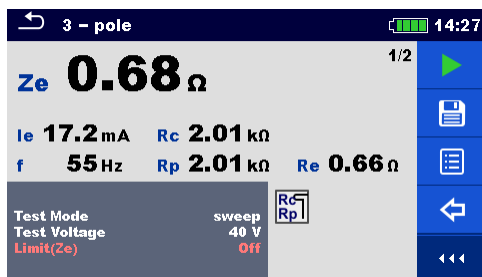 3 - pole 14:27
1/2
Ze 0.68 Ω
Ie 17.2 mA Rc 2.01 kΩ
f 55 Hz Rp 2.01 kΩ Re 0.66 Ω
Rc
Rp
Test Mode sweep
Test Voltage 40 V
Limit(Ze) Off